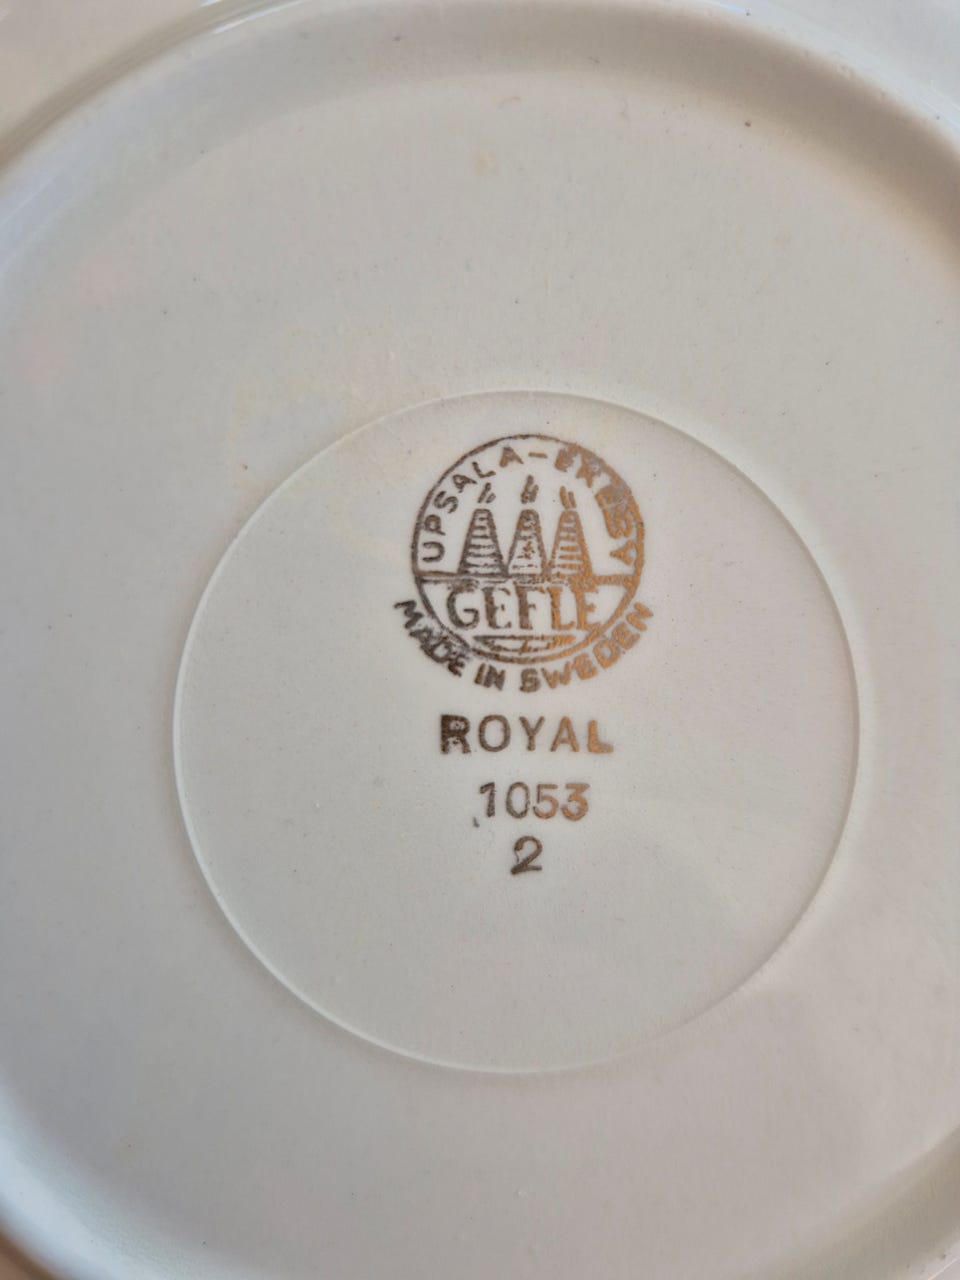 UPSALA-EKEBY
GEFLE
MADE IN SWEDEN
ROYAL
1053
2